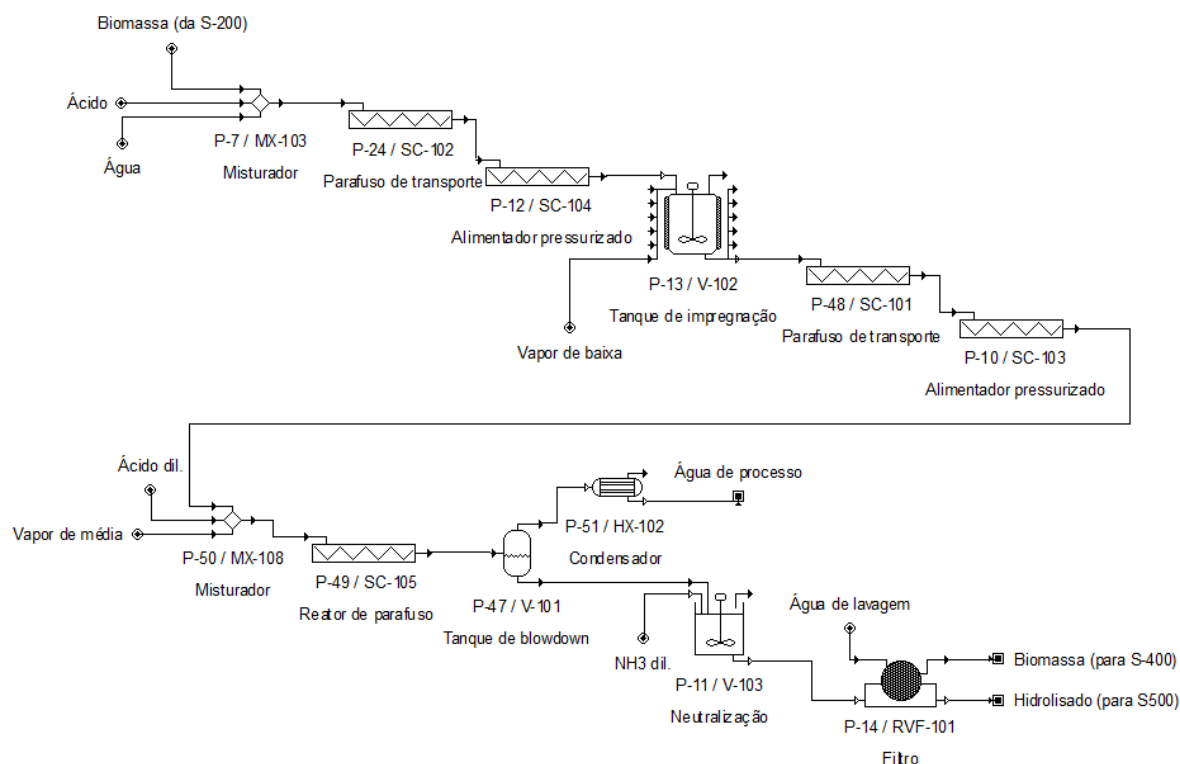 Biomassa (da S-200)
Ácido
Água
P-7 / MX-103
Misturador
P-24 / SC-102
Parafuso de transporte
P-12 / SC-104
Alimentador pressurizado
P-13 / V-102
Tanque de impregnação
Vapor de baixa
P-48 / SC-101
Parafuso de transporte
P-10 / SC-103
Alimentador pressurizado
Ácido dil.
Vapor de média
P-50 / MX-108
Misturador
P-49 / SC-105
Reator de parafuso
Água de processo
P-51 / HX-102
Condensador
P-47 / V-101
Tanque de blowdown
NH3 dil.
P-11 / V-103
Neutralização
Água de lavagem
Biomassa (para S-400)
Hidrolisado (para S500)
P-14 / RVF-101
Filtro